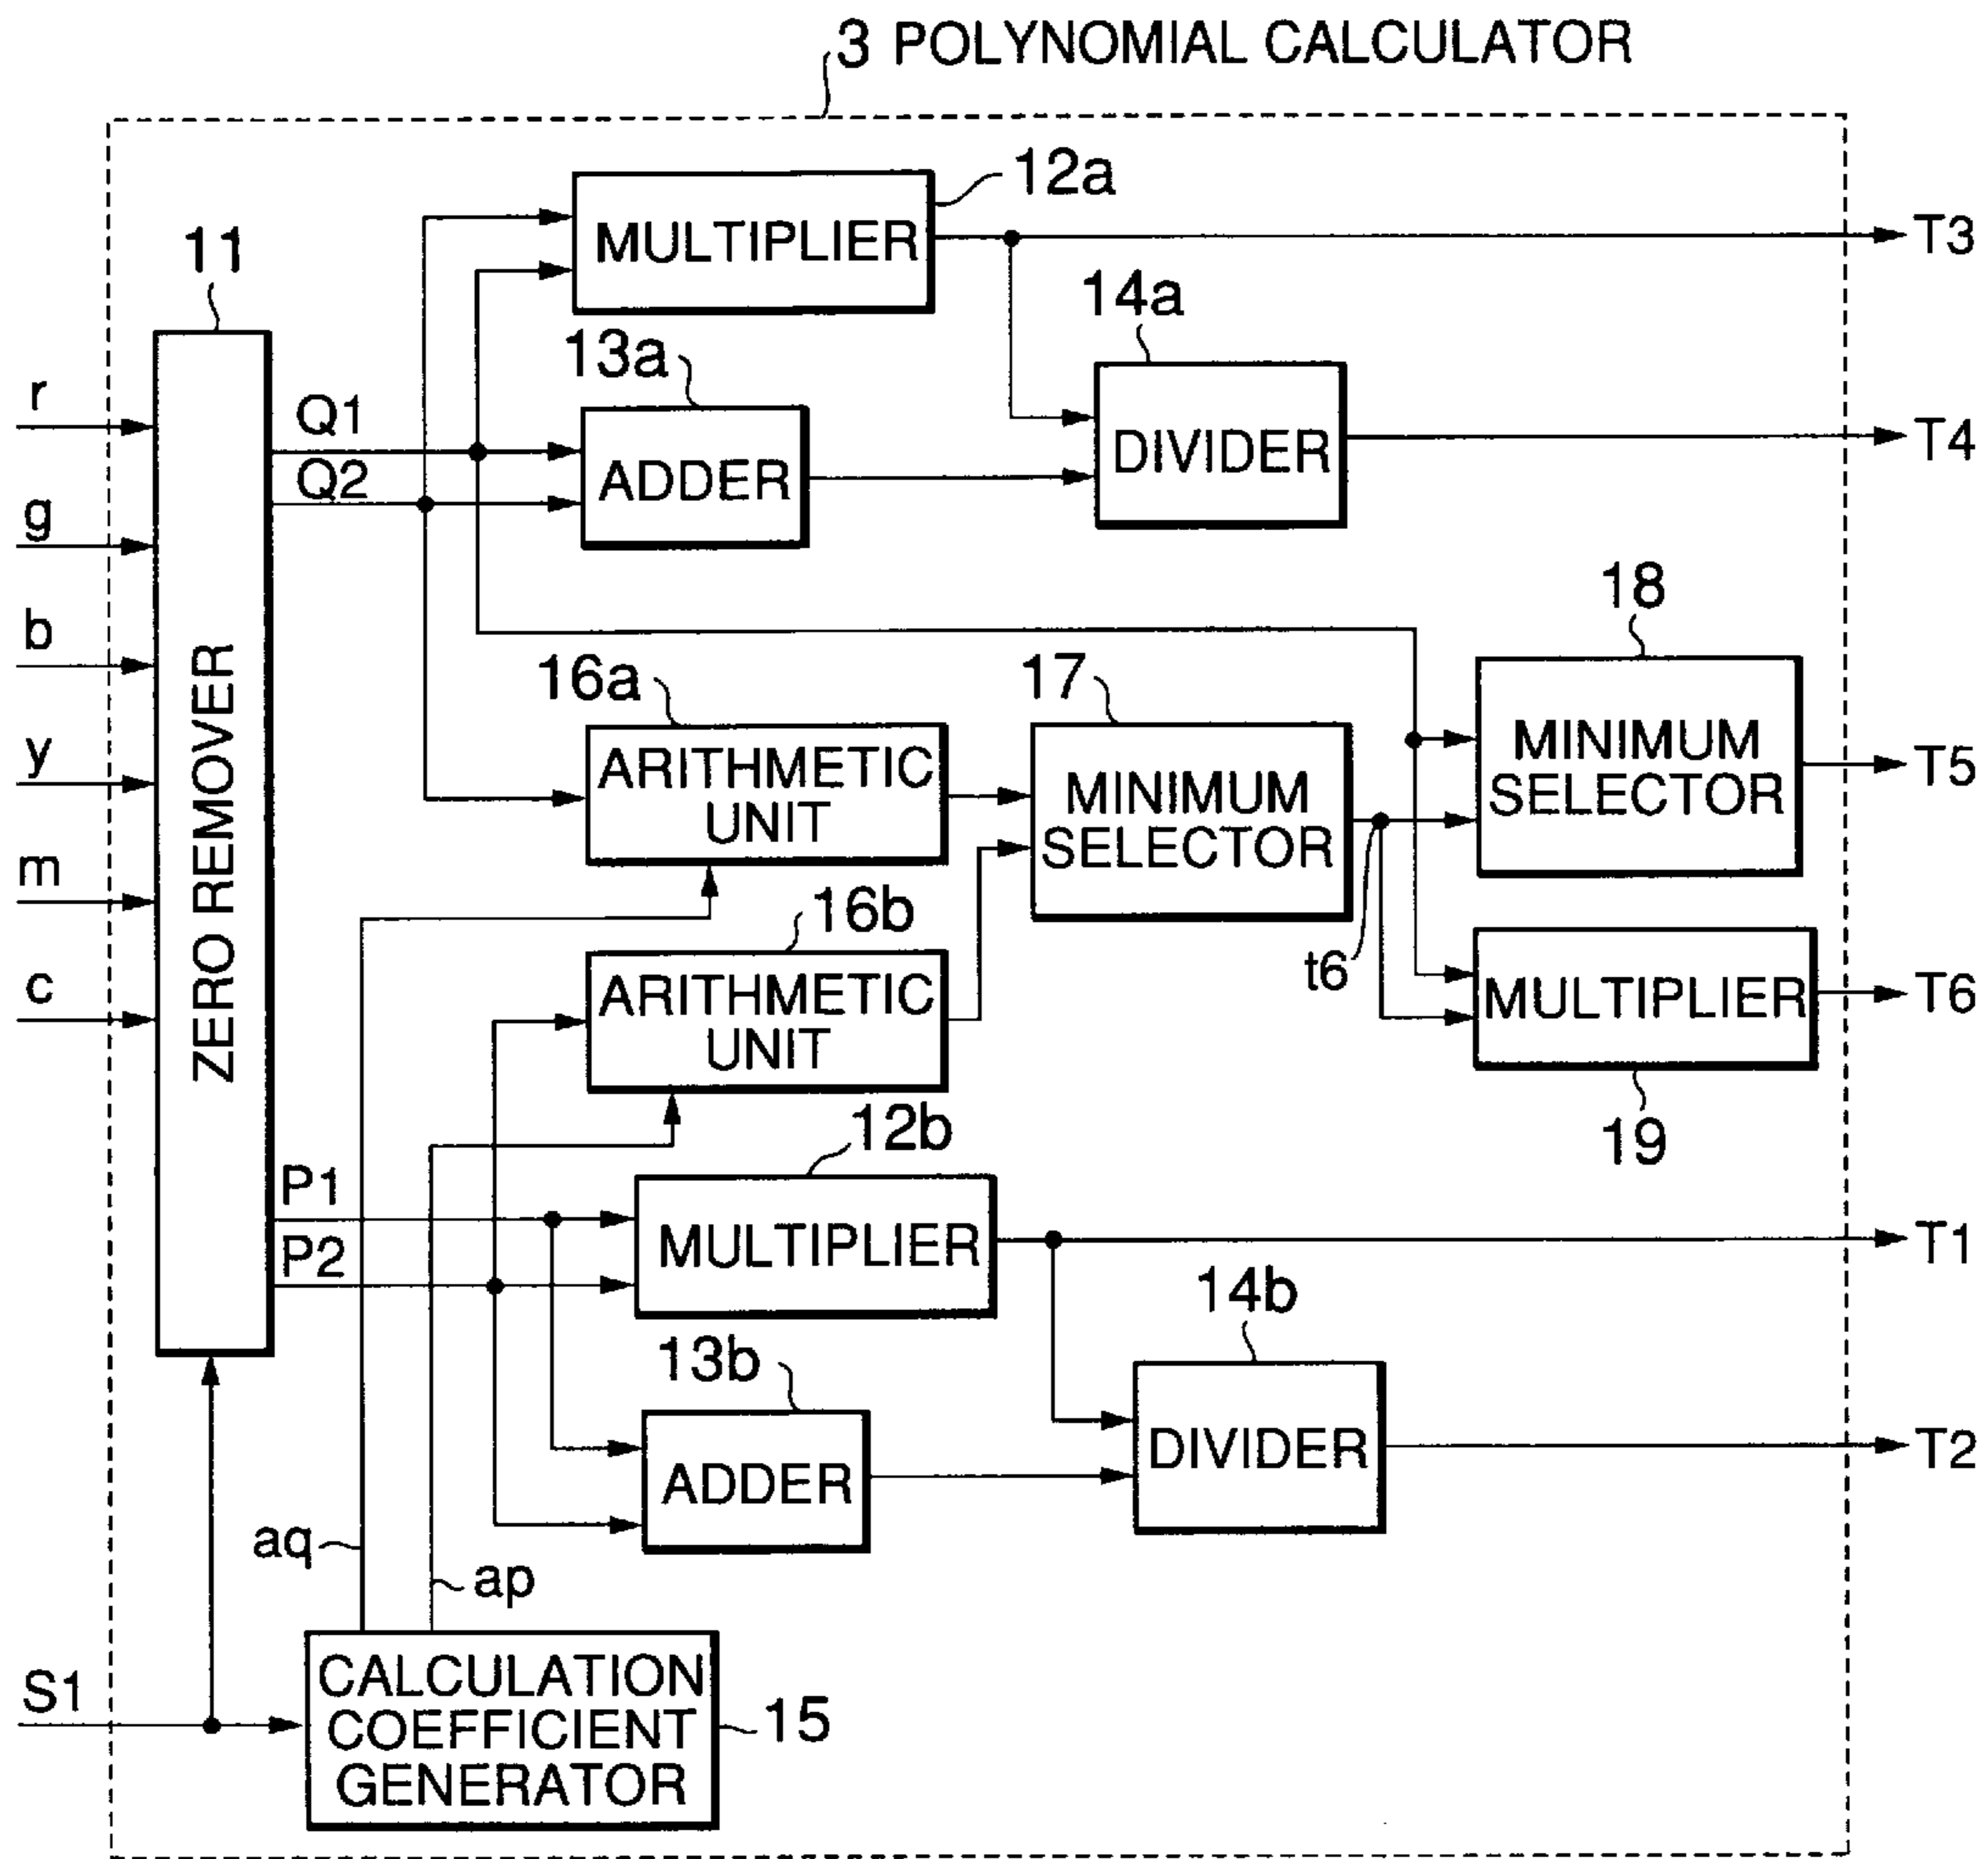 3 POLYNOMIAL CALCULATOR
12a
MULTIPLIER
T3
11
14a
13a
r
Q1
DIVIDER
T4
ADDER
Q2
g
18
b
16a
17
ZERO REMOVER
y
ARITHMETIC
UNIT
MINIMUM
SELECTOR
MINIMUM
SELECTOR
T5
m
16b
t6
c
ARITHMETIC
UNIT
MULTIPLIER
T6
12b
19
P1
MULTIPLIER
T1
P2
14b
13b
DIVIDER
T2
ADDER
aq
ap
S1
CALCULATION
COEFFICIENT
GENERATOR
15